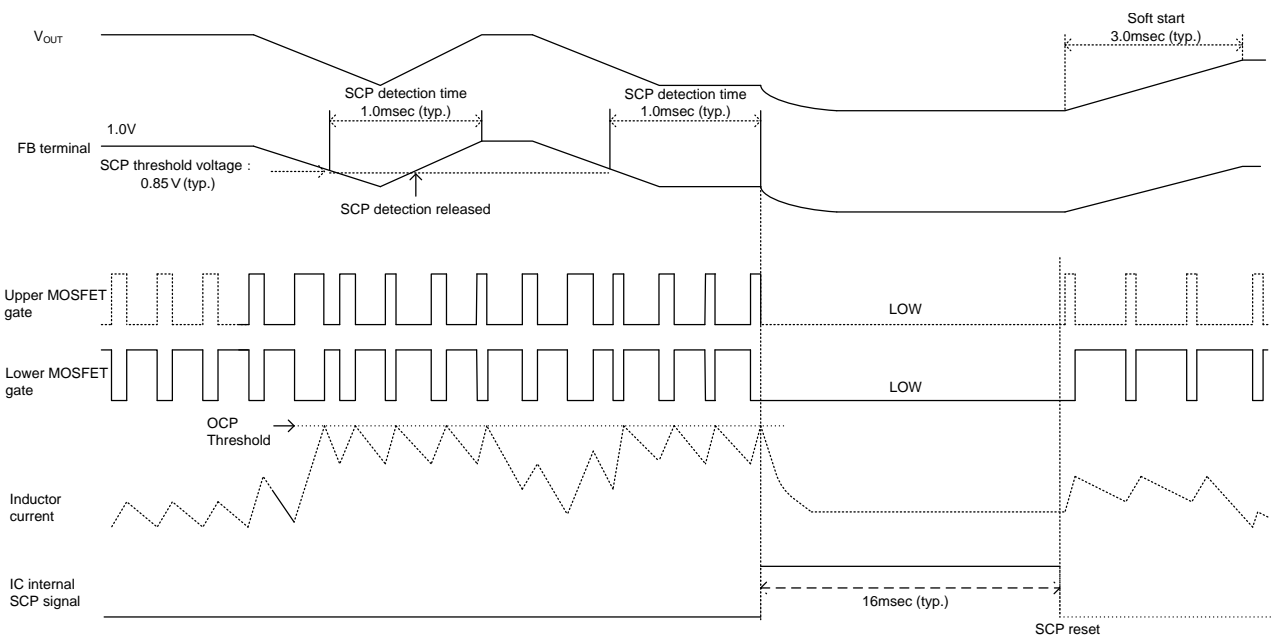 Soft start
3.0msec (typ.)
VOUT
SCP detection time
1.0msec (typ.)
SCP detection time
1.0msec (typ.)
1.0V
FB terminal
SCP threshold voltage :
0.85 V (typ.)
SCP detection released
Upper MOSFET
gate
LOW
Lower MOSFET
gate
LOW
OCP
Threshold
Inductor
current
IC internal
SCP signal
16msec (typ.)
SCP reset